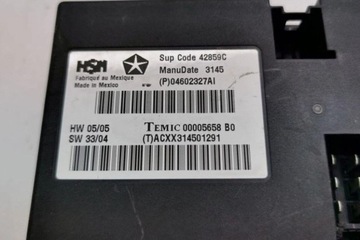 HSM
Fabriqué au Mexique
Made in Mexico
Sup Code 42859C
ManuDate 3145
(P)04602327AI
HW 05/05
SW 33/04
TEMIC 00005658 B0
(T)ACXX314501291